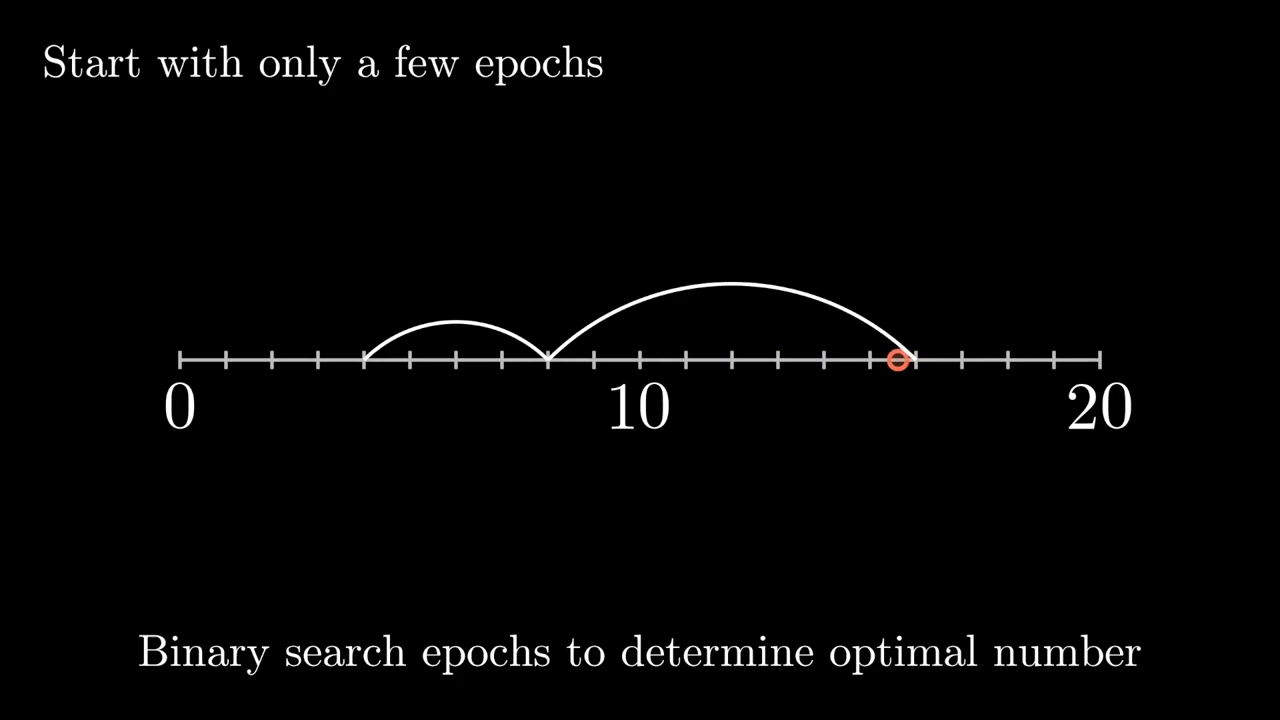 Start with only a few epochs
0 10 20
Binary search epochs to determine optimal number